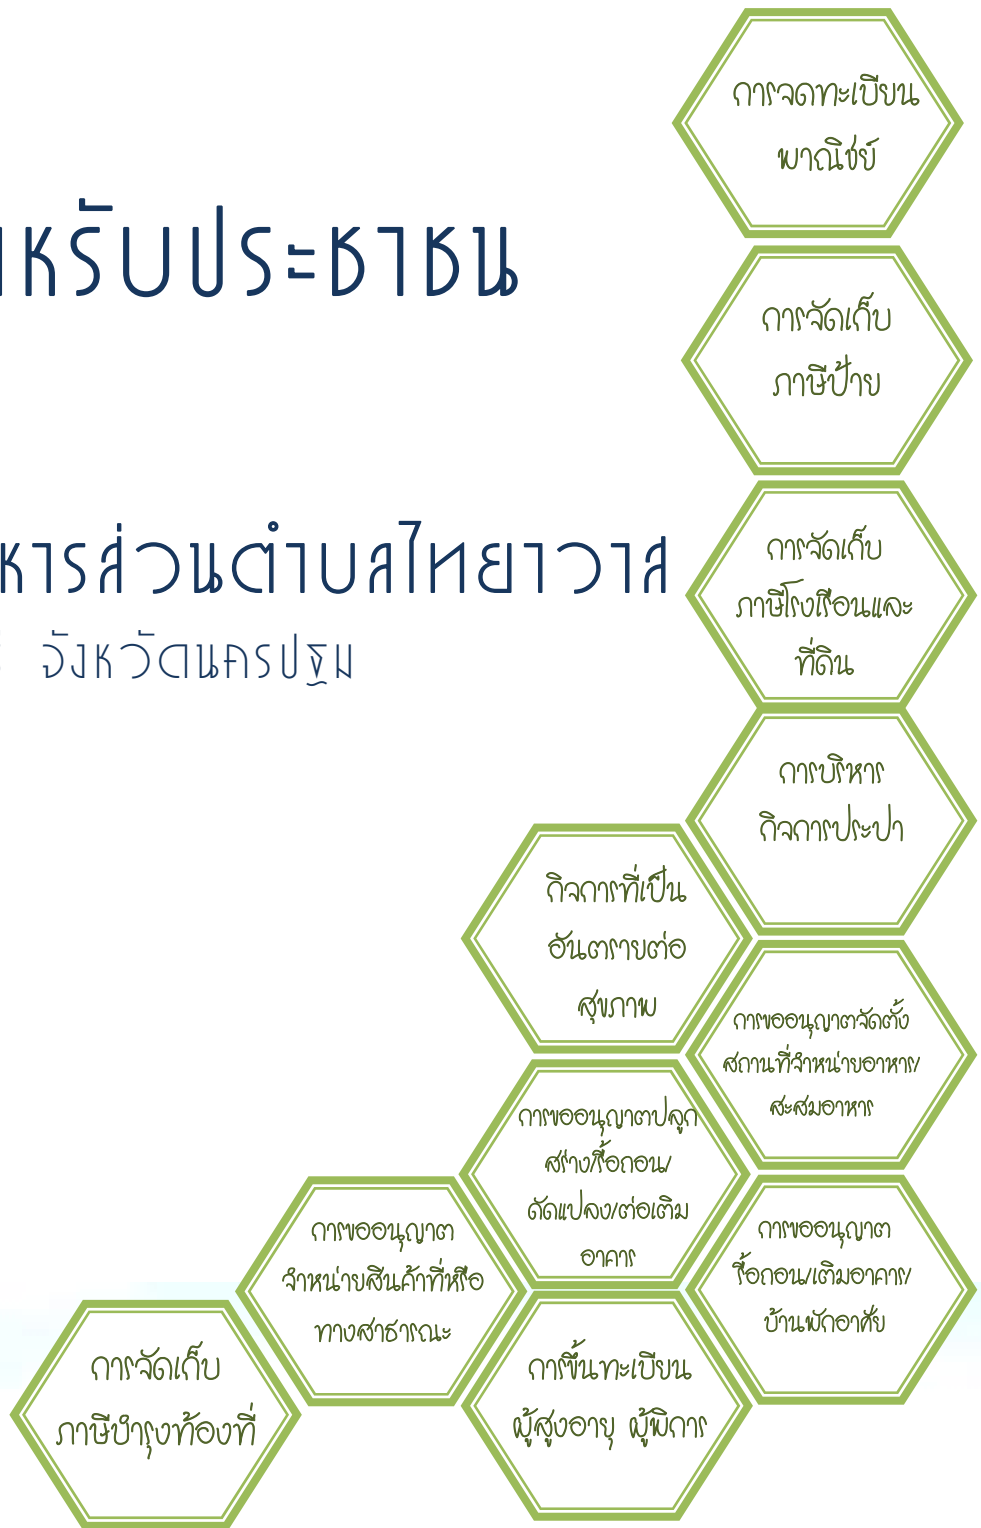 หรับประชาชน
หารส่วนตำบลไทยาวาส
จังหวัดนครปฐม
การจดทะเบียน
พาณิชย์
การจัดเก็บ
ภาษีป้าย
การจัดเก็บ
ภาษีโรงเรือนและ
ที่ดิน
การบริหาร
กิจการประปา
กิจการที่เป็น
อันตรายต่อ
สุขภาพ
การขออนุญาตจัดตั้ง
สถานที่จำหน่ายอาหาร/
สะสมอาหาร
การขออนุญาตปลูก
สร้าง/รื้อถอน/
ดัดแปลง/ต่อเติม
อาคาร
การขออนุญาต
รื้อถอน/เติมอาคาร/
บ้านพักอาศัย
การขออนุญาต
จำหน่ายสินค้าที่หรือ
ทางสาธารณะ
การขึ้นทะเบียน
ผู้สูงอายุ ผู้พิการ
การจัดเก็บ
ภาษีบำรุงท้องที่